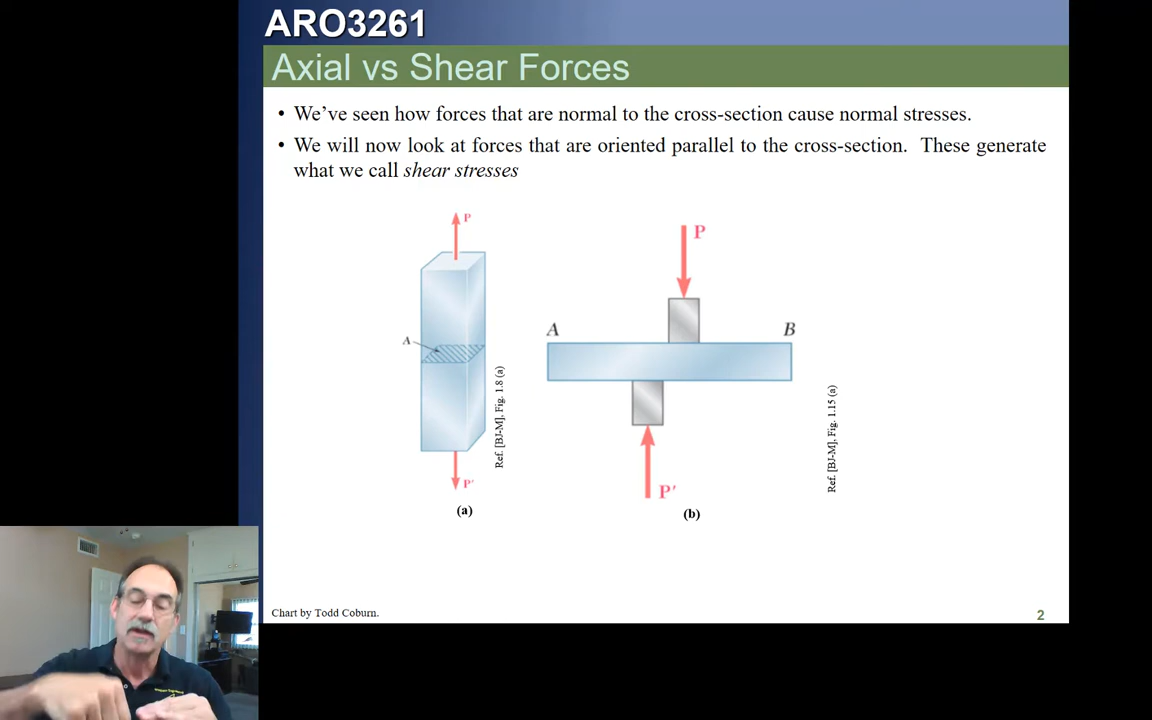 ARO3261
Axial vs Shear Forces
• We've seen how forces that are normal to the cross-section cause normal stresses.
• We will now look at forces that are oriented parallel to the cross-section. These generate
what we call shear stresses
P
A
P'
Ref. [BJ-M], Fig. 1.8 (a)
(a)
P
A
B
P'
Ref. [BJ-M], Fig. 1.15 (a)
(b)
Chart by Todd Coburn.
2